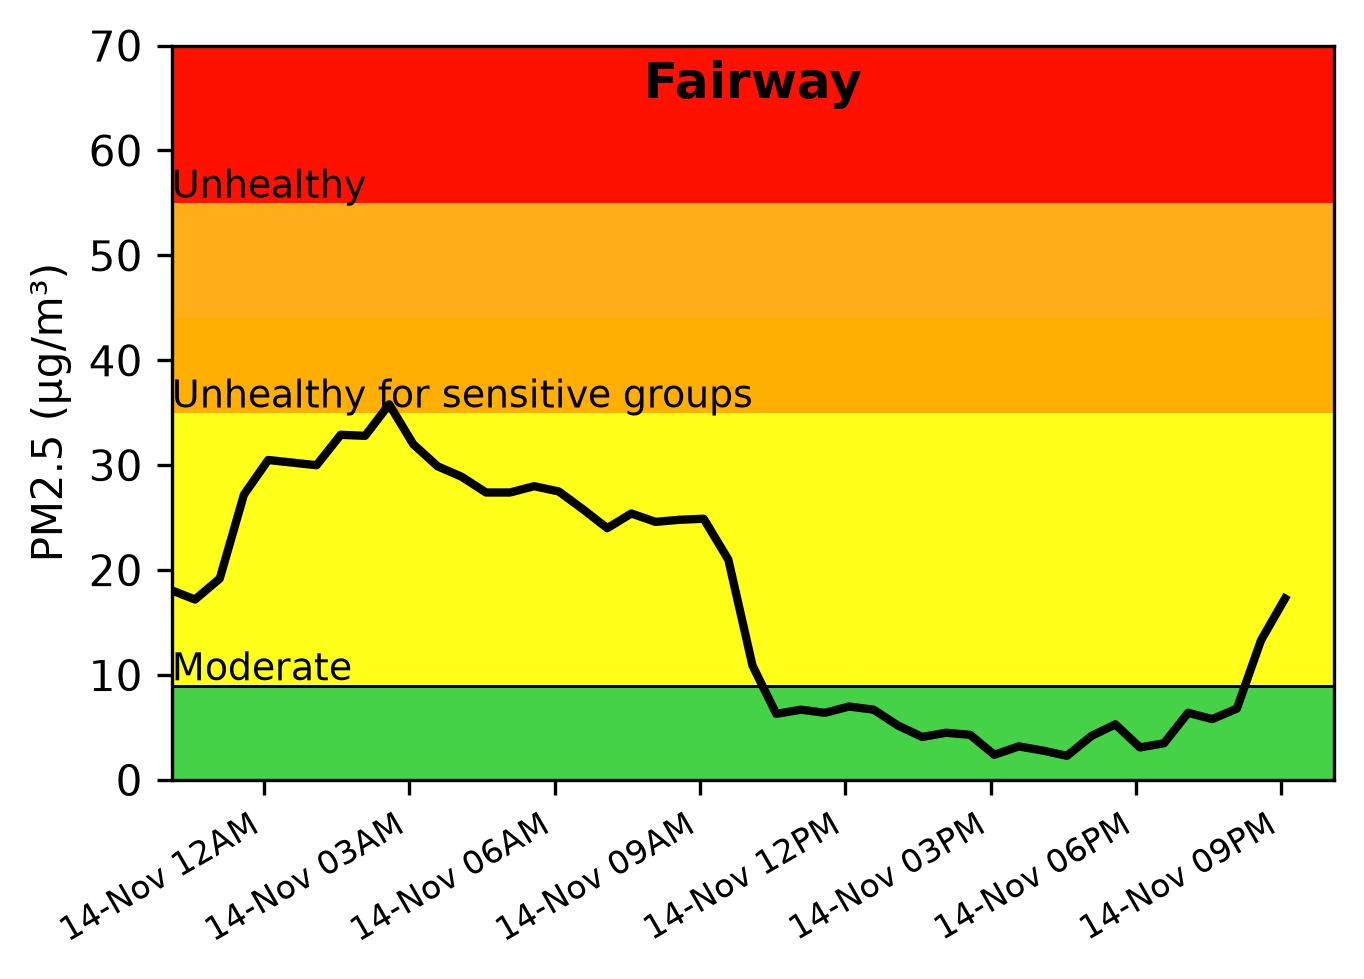 Fairway
70
60
50
40
30
20
10
0
PM2.5 (µg/m³)
Unhealthy
Unhealthy for sensitive groups
Moderate
14-Nov 12AM
14-Nov 03AM
14-Nov 06AM
14-Nov 09AM
14-Nov 12PM
14-Nov 03PM
14-Nov 06PM
14-Nov 09PM